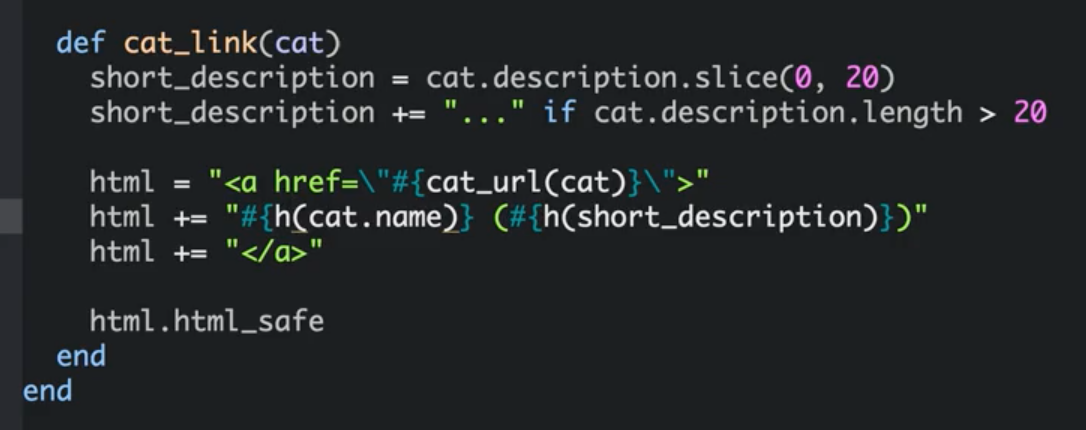 def cat_link(cat)
short_description = cat.description.slice(0, 20)
short_description += "..." if cat.description.length > 20
html = "<a href=\"#{cat_url(cat)}\">"
html += "#{h(cat.name)} (#{h(short_description)})"
html += "</a>"
html.html_safe
end
end